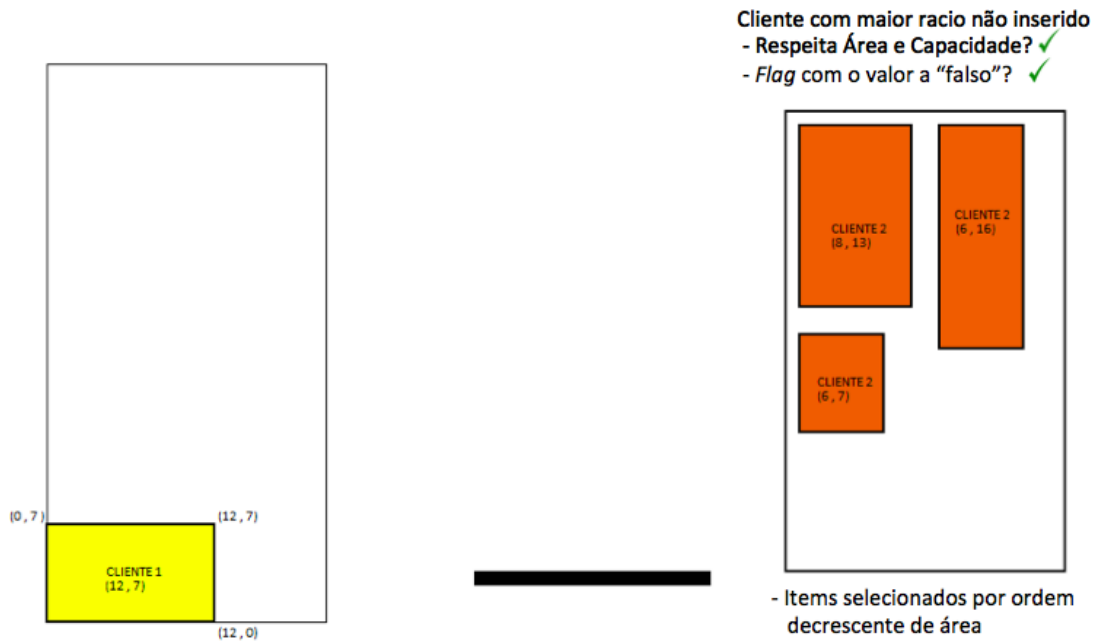 Cliente com maior racio não inserido
- Respeita Área e Capacidade? ✓
- Flag com o valor a “falso”? ✓
CLIENTE 2
(8 , 13)
CLIENTE 2
(6 , 16)
CLIENTE 2
(6 , 7)
(0 , 7)
(12 , 7)
CLIENTE 1
(12 , 7)
(12 , 0)
- Items selecionados por ordem
decrescente de área